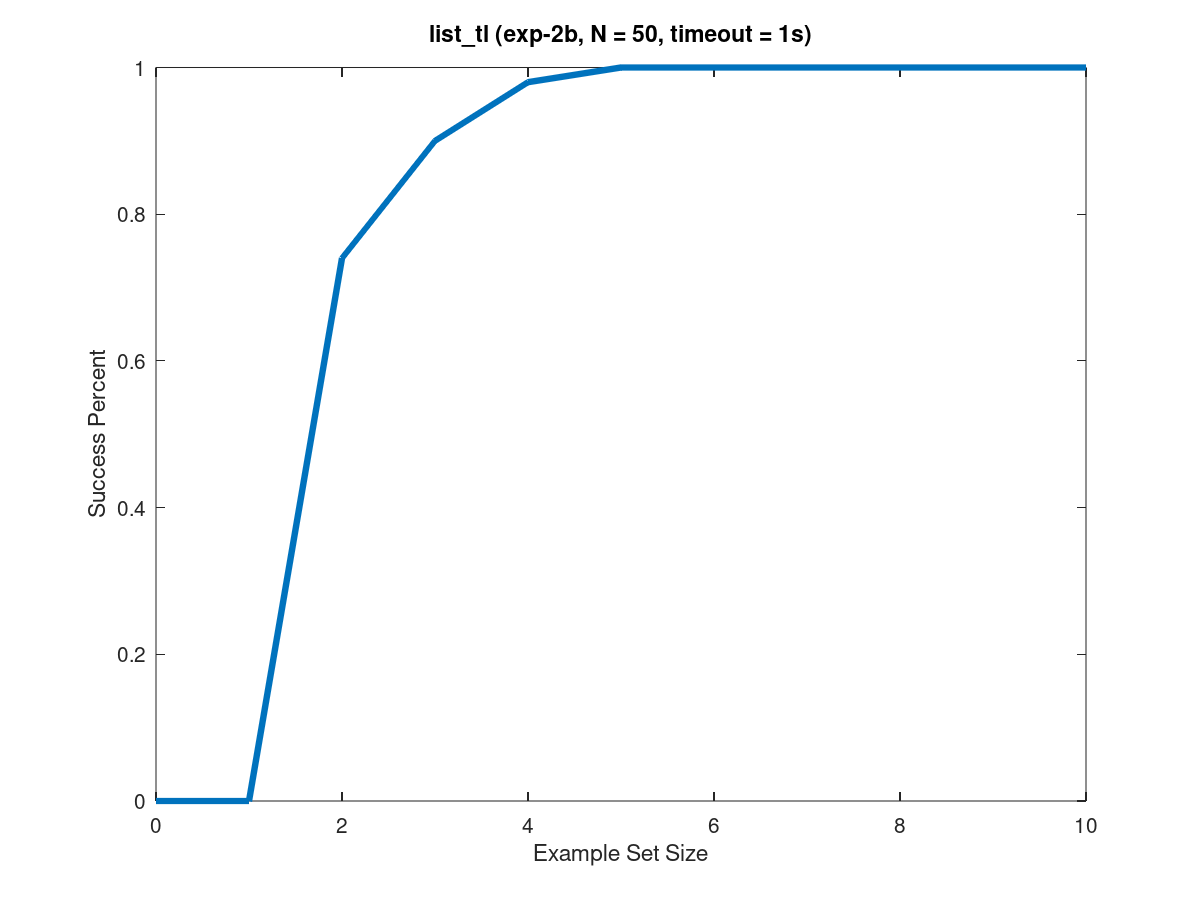 list_tl (exp-2b, N = 50, timeout = 1s)
1
0.8
0.6
0.4
0.2
0
Success Percent
0 2 4 6 8 10
Example Set Size